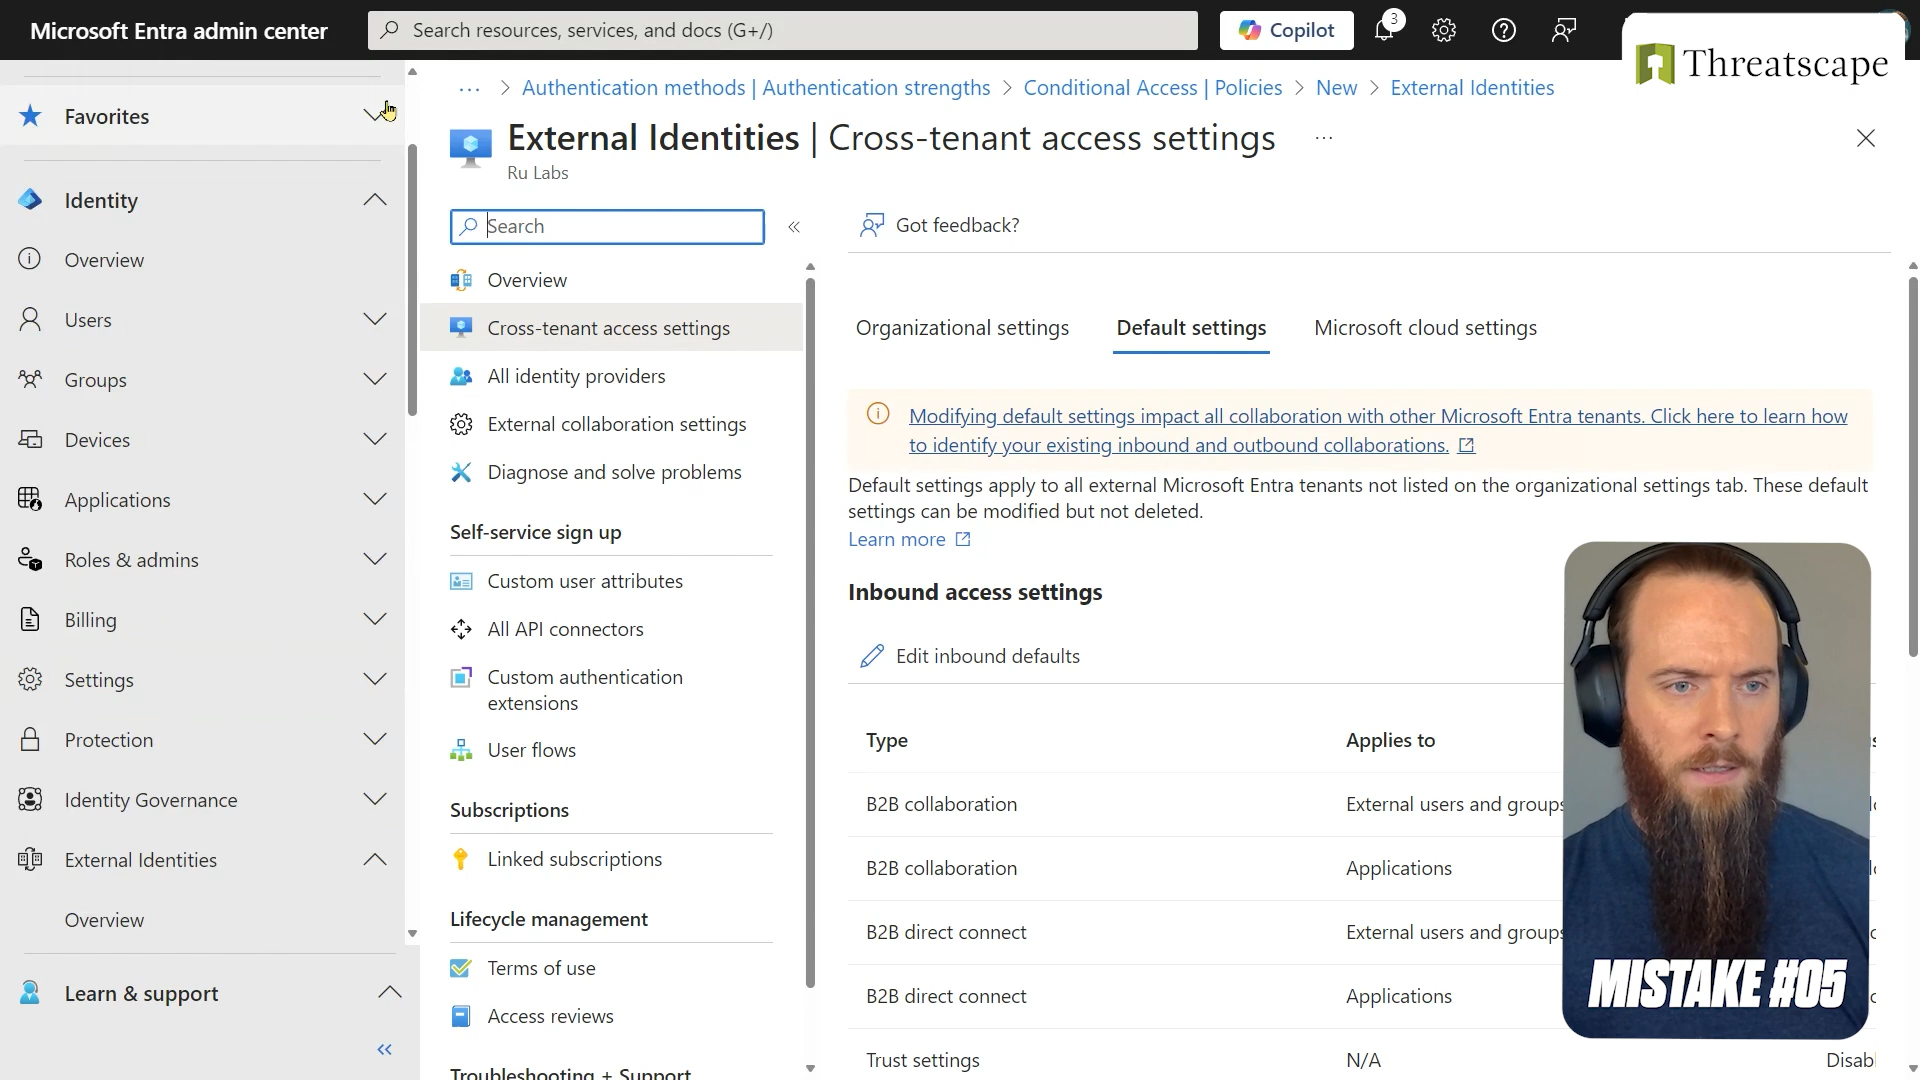 Microsoft Entra admin center
Search resources, services, and docs (G+/)
Copilot
3
Threatscape
Favorites
Identity
Overview
Users
Groups
Devices
Applications
Roles & admins
Billing
Settings
Protection
Identity Governance
External Identities
Overview
Learn & support
... > Authentication methods | Authentication strengths > Conditional Access | Policies > New > External Identities
External Identities | Cross-tenant access settings ...
Ru Labs
Search
Overview
Cross-tenant access settings
All identity providers
External collaboration settings
Diagnose and solve problems
Self-service sign up
Custom user attributes
All API connectors
Custom authentication
extensions
User flows
Subscriptions
Linked subscriptions
Lifecycle management
Terms of use
Access reviews
Troubleshooting + Support
Got feedback?
Organizational settings
Default settings
Microsoft cloud settings
Modifying default settings impact all collaboration with other Microsoft Entra tenants. Click here to learn how
to identify your existing inbound and outbound collaborations.
Default settings apply to all external Microsoft Entra tenants not listed on the organizational settings tab. These default
settings can be modified but not deleted.
Learn more
Inbound access settings
Edit inbound defaults
Type Applies to
B2B collaboration External users and groups
B2B collaboration Applications
B2B direct connect External users and groups
B2B direct connect Applications
Trust settings N/A Disabl
MISTAKE #05